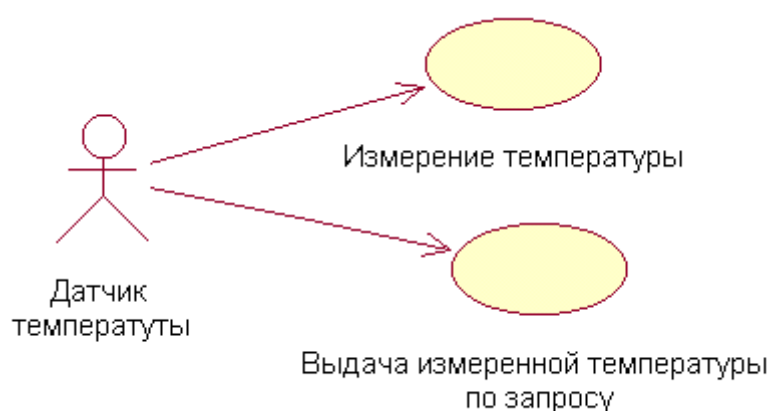 Измерение температуры
Датчик
температуты
Выдача измеренной температуры
по запросу